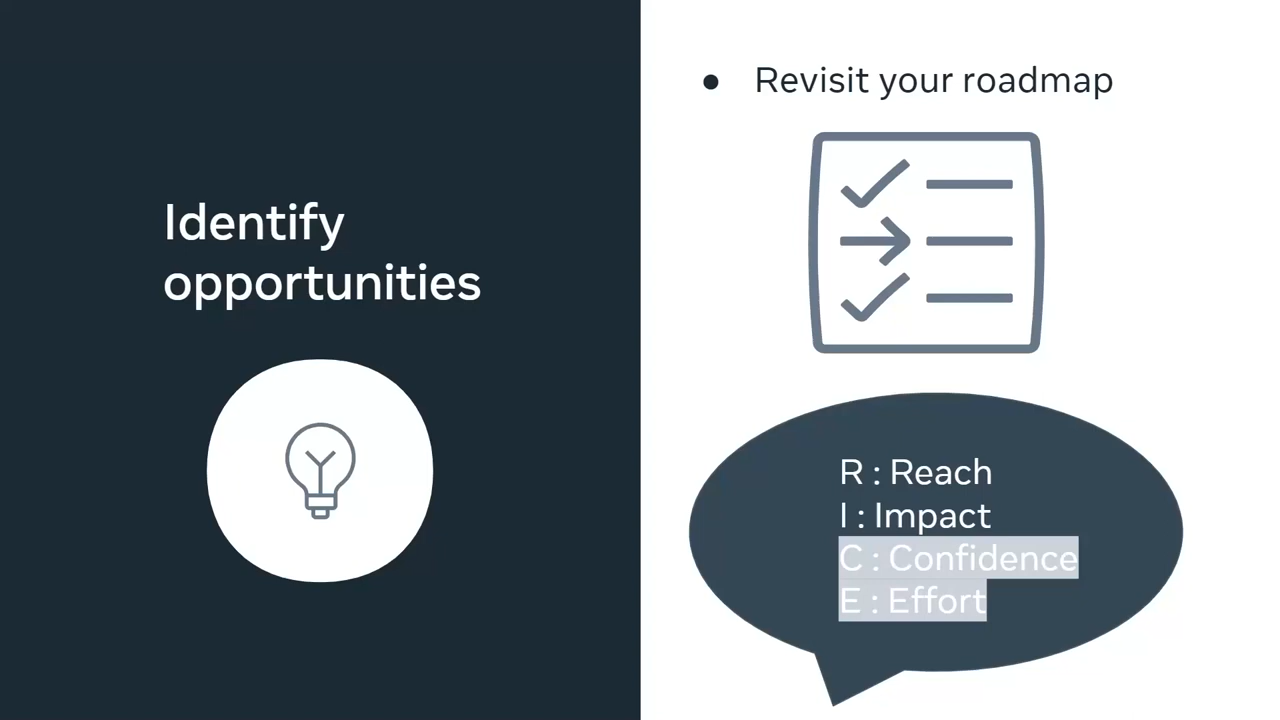 Identify
opportunities
● Revisit your roadmap
R : Reach
I : Impact
C : Confidence
E : Effort